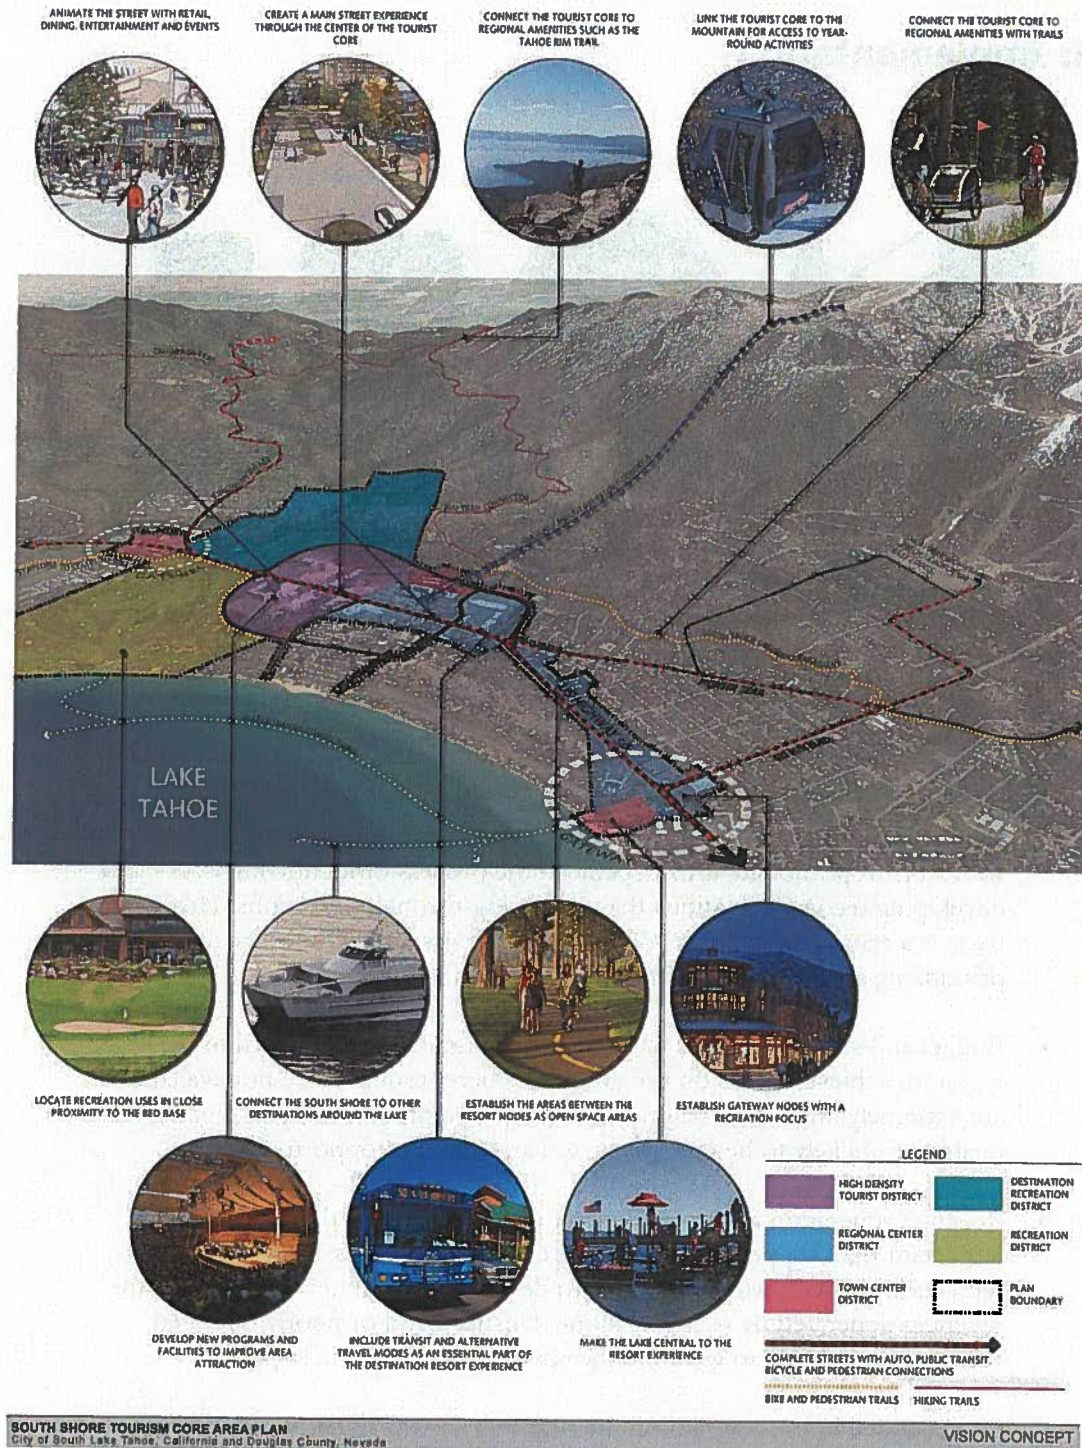 ANIMATE THE STREET WITH RETAIL,
DINING, ENTERTAINMENT AND EVENTS
CREATE A MAIN STREET EXPERIENCE
THROUGH THE CENTER OF THE TOURIST
CORE
CONNECT THE TOURIST CORE TO
REGIONAL AMENITIES SUCH AS THE
TAHOE RIM TRAIL
LINK THE TOURIST CORE TO THE
MOUNTAIN FOR ACCESS TO YEAR-
ROUND ACTIVITIES
CONNECT THE TOURIST CORE TO
REGIONAL AMENITIES WITH TRAILS
LAKE
TAHOE
GATEWAY
LOCATE RECREATION USES IN CLOSE
PROXIMITY TO THE BED BASE
CONNECT THE SOUTH SHORE TO OTHER
DESTINATIONS AROUND THE LAKE
ESTABLISH THE AREAS BETWEEN THE
RESORT NODES AS OPEN SPACE AREAS
ESTABLISH GATEWAY NODES WITH A
RECREATION FOCUS
DEVELOP NEW PROGRAMS AND
FACILITIES TO IMPROVE AREA
ATTRACTION
INCLUDE TRANSIT AND ALTERNATIVE
TRAVEL MODES AS AN ESSENTIAL PART OF
THE DESTINATION RESORT EXPERIENCE
MAKE THE LAKE CENTRAL TO THE
RESORT EXPERIENCE
LEGEND
HIGH DENSITY
TOURIST DISTRICT
DESTINATION
RECREATION
DISTRICT
REGIONAL CENTER
DISTRICT
RECREATION
DISTRICT
TOWN CENTER
DISTRICT
PLAN
BOUNDARY
COMPLETE STREETS WITH AUTO, PUBLIC TRANSIT,
BICYCLE AND PEDESTRIAN CONNECTIONS
BIKE AND PEDESTRIAN TRAILS
HIKING TRAILS
SOUTH SHORE TOURISM CORE AREA PLAN
City of South Lake Tahoe, California and Douglas County, Nevada
VISION CONCEPT